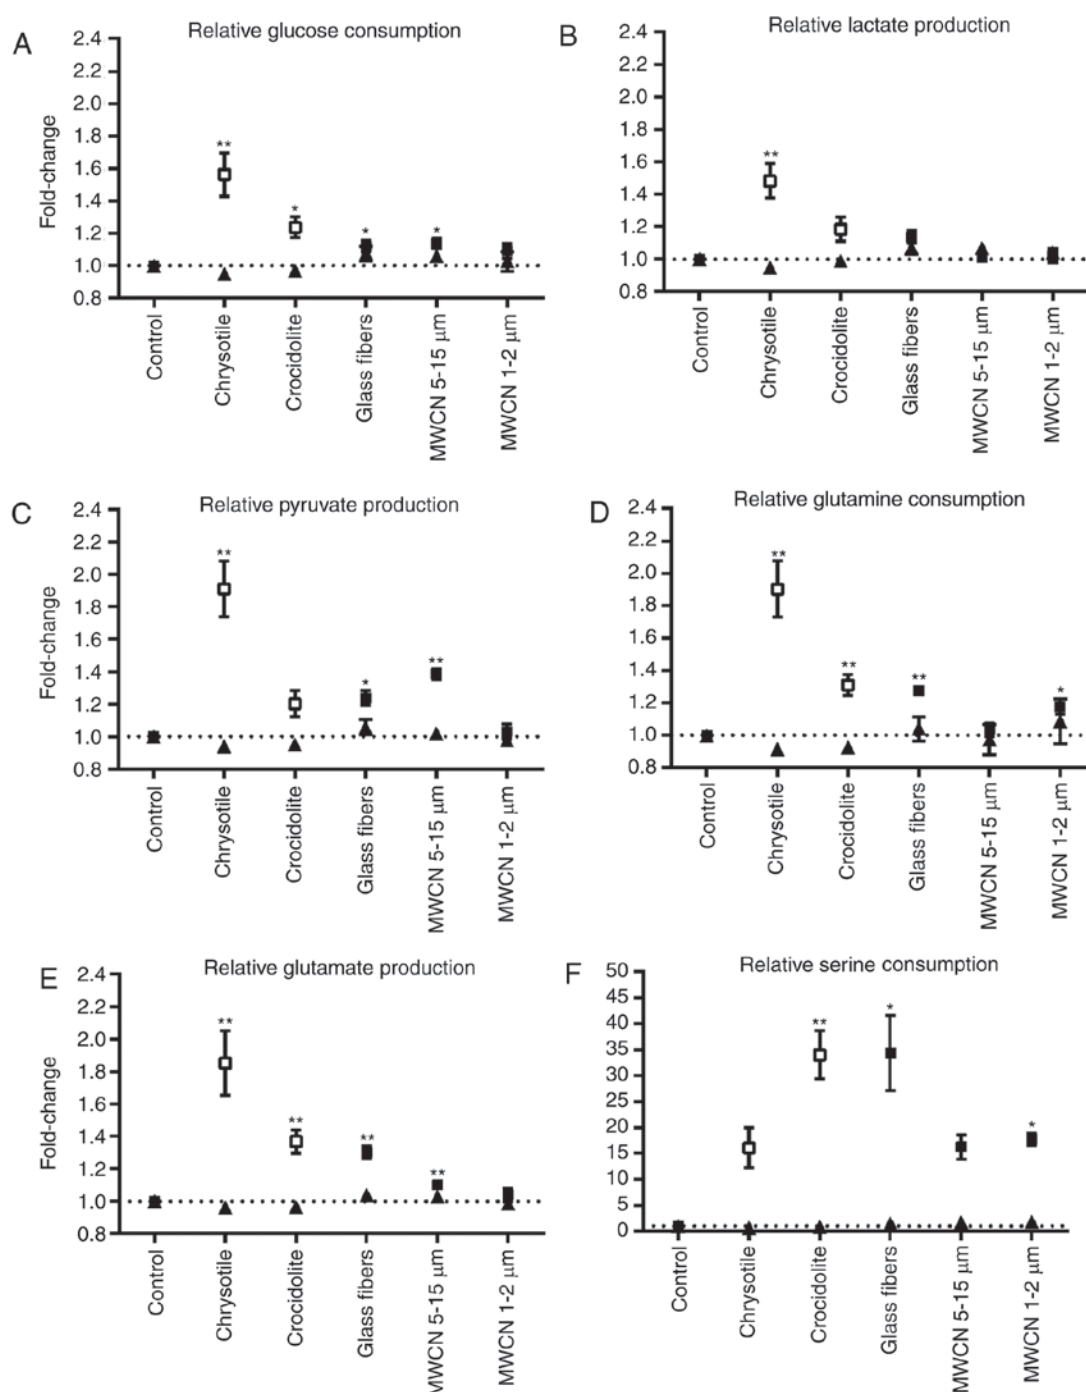 A
Relative glucose consumption
Fold-change
2.4
2.2
2.0
1.8
1.6
1.4
1.2
1.0
0.8
**
*
*
*
Control
Chrysotile
Crocidolite
Glass fibers
MWCN 5-15 μm
MWCN 1-2 μm
B
Relative lactate production
2.4
2.2
2.0
1.8
1.6
1.4
1.2
1.0
0.8
**
Control
Chrysotile
Crocidolite
Glass fibers
MWCN 5-15 μm
MWCN 1-2 μm
C
Relative pyruvate production
Fold-change
2.4
2.2
2.0
1.8
1.6
1.4
1.2
1.0
0.8
**
*
**
Control
Chrysotile
Crocidolite
Glass fibers
MWCN 5-15 μm
MWCN 1-2 μm
D
Relative glutamine consumption
2.4
2.2
2.0
1.8
1.6
1.4
1.2
1.0
0.8
**
**
**
*
Control
Chrysotile
Crocidolite
Glass fibers
MWCN 5-15 μm
MWCN 1-2 μm
E
Relative glutamate production
Fold-change
2.4
2.2
2.0
1.8
1.6
1.4
1.2
1.0
0.8
**
**
**
**
Control
Chrysotile
Crocidolite
Glass fibers
MWCN 5-15 μm
MWCN 1-2 μm
F
Relative serine consumption
50
45
40
35
30
25
20
15
10
5
0
**
*
*
Control
Chrysotile
Crocidolite
Glass fibers
MWCN 5-15 μm
MWCN 1-2 μm